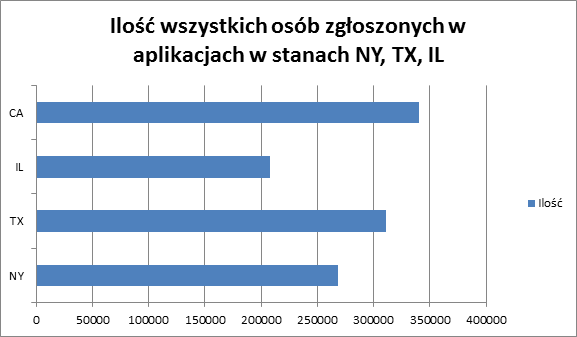 Ilość wszystkich osób zgłoszonych w
aplikacjach w stanach NY, TX, IL
CA
IL
TX
NY
Ilość
0 50000 100000 150000 200000 250000 300000 350000 400000